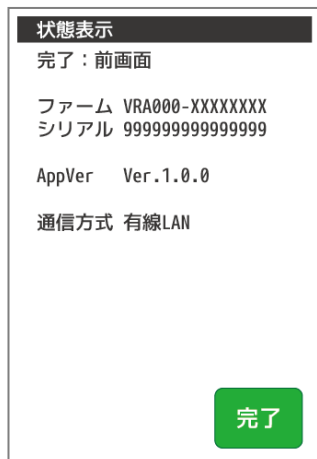 状態表示
完了：前画面
ファーム VRA000-XXXXXXXX
シリアル 999999999999999
AppVer Ver.1.0.0
通信方式 有線LAN
完了